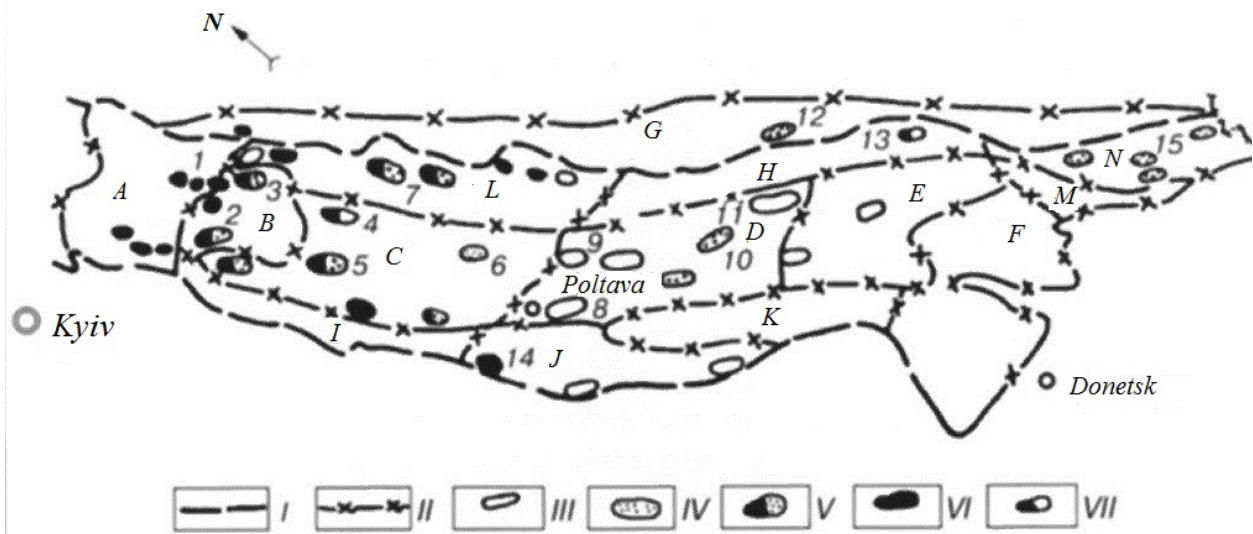 N
G
12
13
15
N
1
H
A
3
7
L
E
M
2
B
4
11
D
F
C
9
5
6
10
Poltava
8
K
Kyiv
I
14
J
Donetsk
I II III IV V VI VII